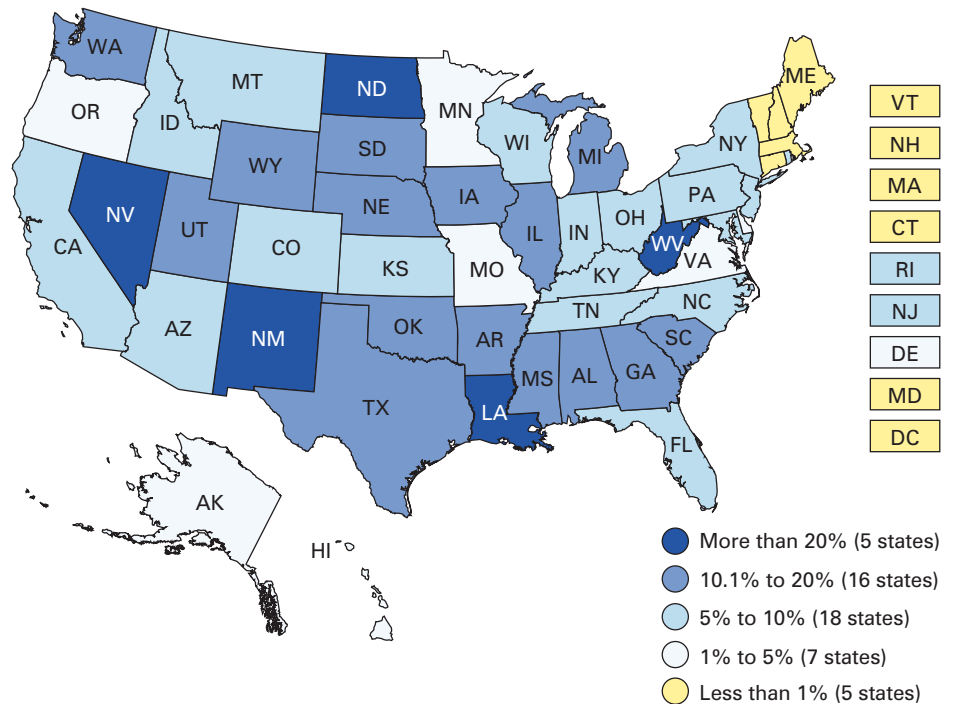 WA
MT
ND
MN
ME
OR
ID
WI
NY
VT
NH
MA
CT
RI
NJ
DE
MD
DC
SD
WY
MI
IA
NE
PA
NV
UT
CA
CO
KS
IL
IN
OH
WV
VA
MO
KY
NC
TN
AZ
NM
OK
AR
SC
MS
AL
GA
TX
LA
FL
AK
HI
More than 20% (5 states)
10.1% to 20% (16 states)
5% to 10% (18 states)
1% to 5% (7 states)
Less than 1% (5 states)